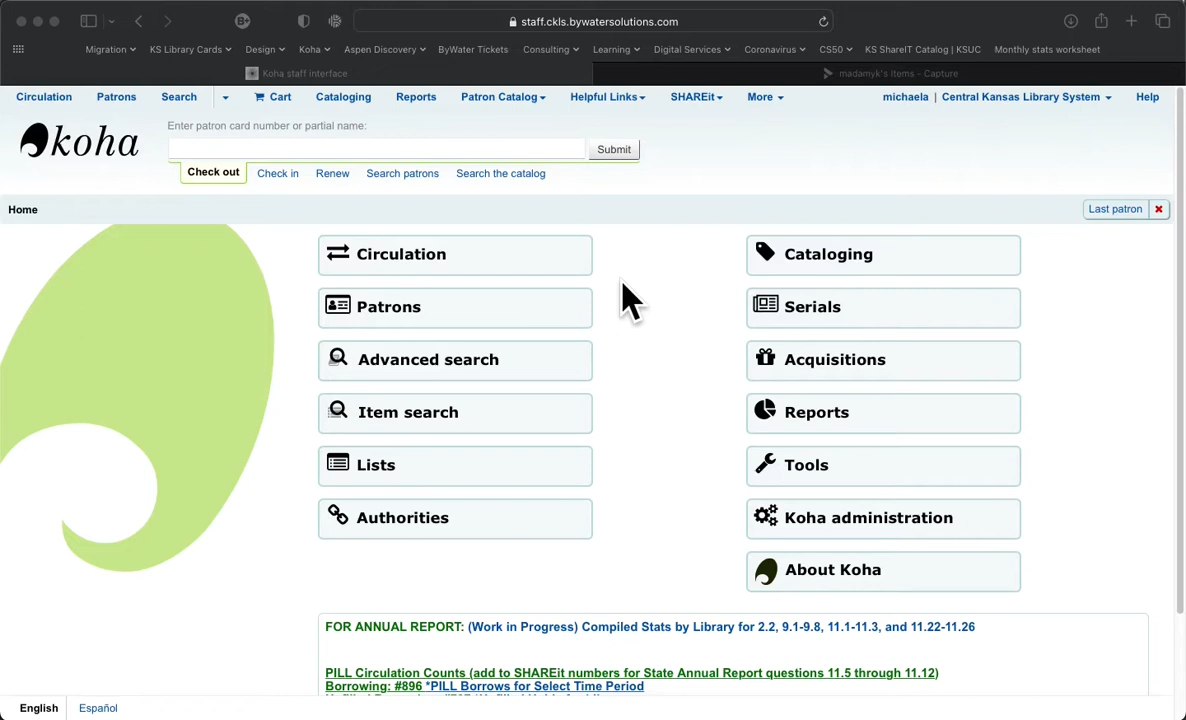 staff.ckls.bywatersolutions.com
Migration
KS Library Cards
Design
Koha
Aspen Discovery
ByWater Tickets
Consulting
Learning
Digital Services
Coronavirus
CS50
KS ShareIT Catalog | KSUC
Monthly stats worksheet
Koha staff interface
madamyk's Items - Capture
Circulation
Patrons
Search
Cart
Cataloging
Reports
Patron Catalog
Helpful Links
SHAREit
More
michaela | Central Kansas Library System
Help
koha
Enter patron card number or partial name:
Submit
Check out
Check in
Renew
Search patrons
Search the catalog
Home
Last patron
Circulation
Patrons
Advanced search
Item search
Lists
Authorities
Cataloging
Serials
Acquisitions
Reports
Tools
Koha administration
About Koha
FOR ANNUAL REPORT: (Work in Progress) Compiled Stats by Library for 2.2, 9.1-9.8, 11.1-11.3, and 11.22-11.26
PILL Circulation Counts (add to SHAREit numbers for State Annual Report questions 11.5 through 11.12)
Borrowing: #896 *PILL Borrows for Select Time Period
English
Español